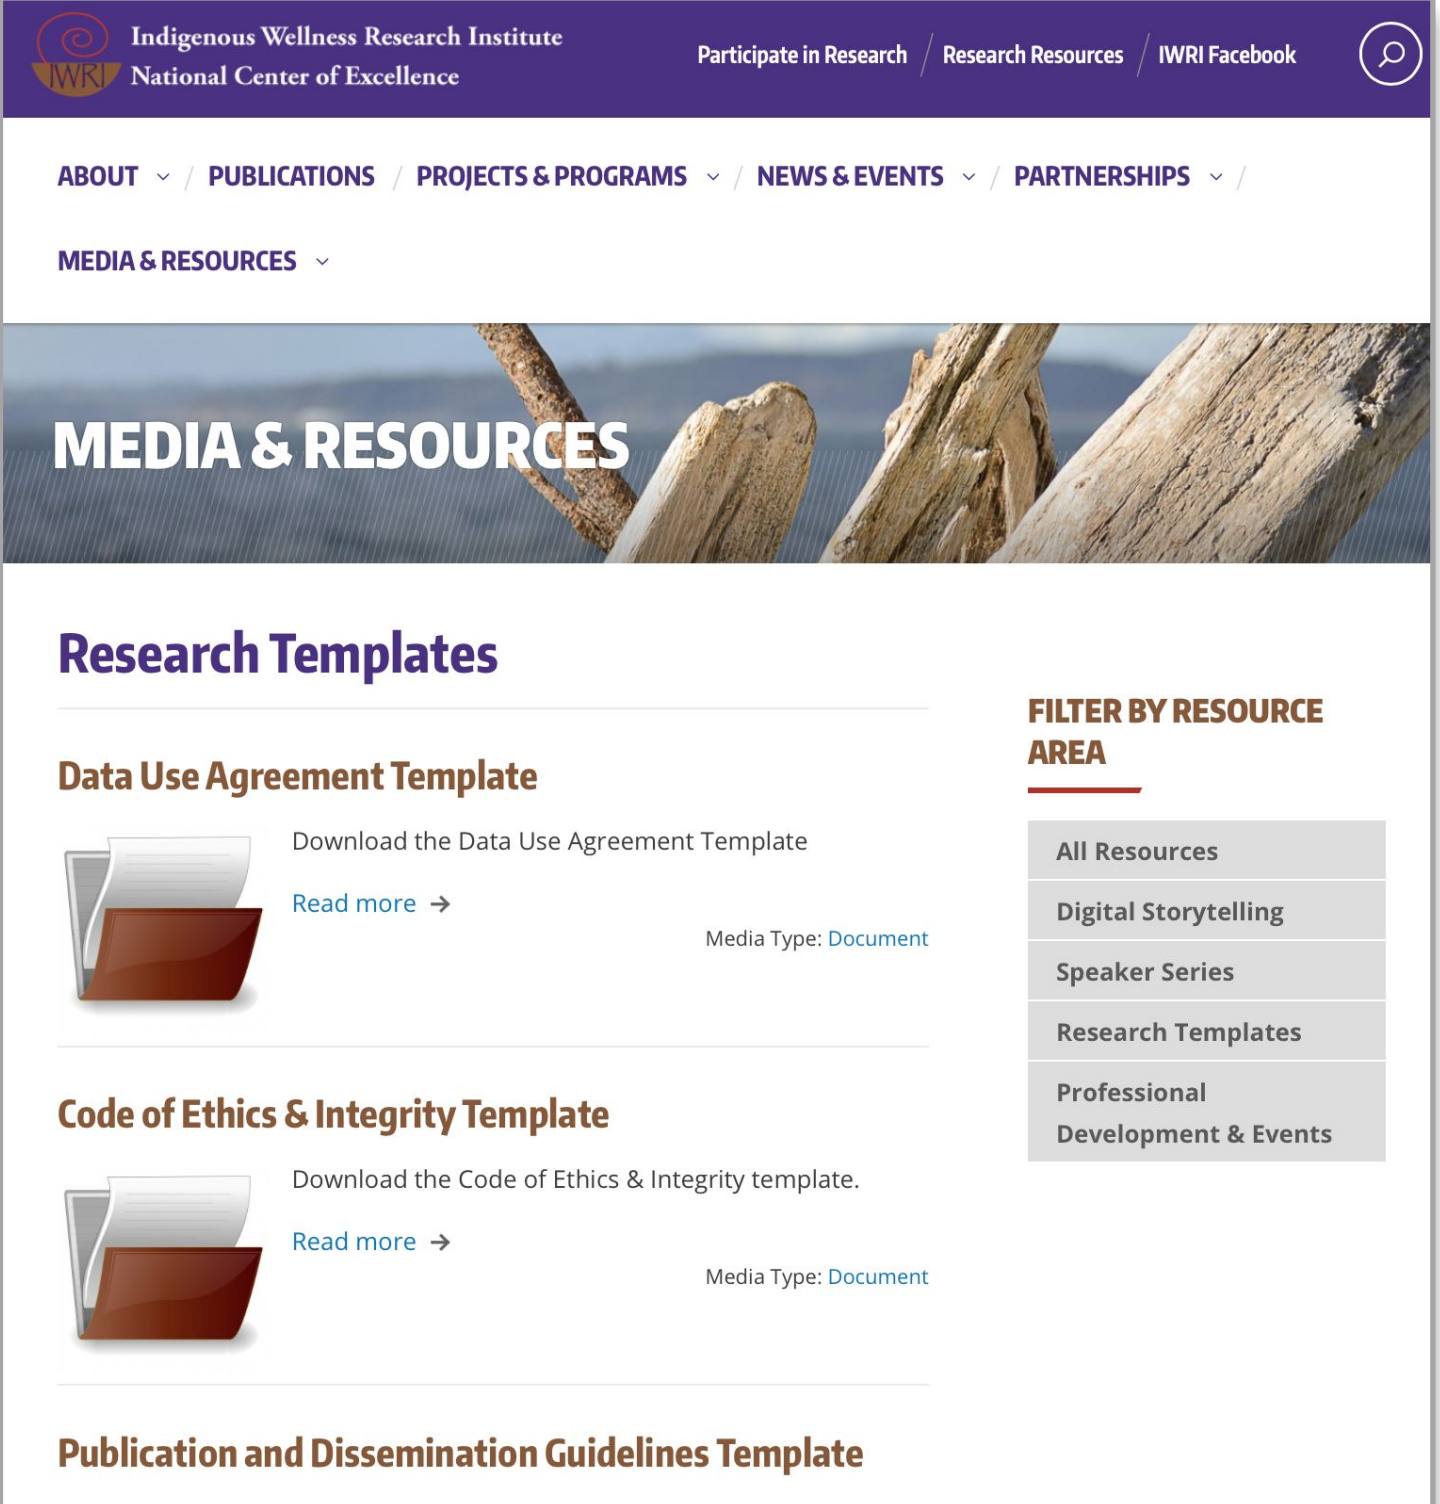 IWRI
Indigenous Wellness Research Institute
National Center of Excellence
Participate in Research / Research Resources / IWRI Facebook
ABOUT / PUBLICATIONS / PROJECTS & PROGRAMS / NEWS & EVENTS / PARTNERSHIPS /
MEDIA & RESOURCES
MEDIA & RESOURCES
Research Templates
Data Use Agreement Template
Download the Data Use Agreement Template
Read more →
Media Type: Document
Code of Ethics & Integrity Template
Download the Code of Ethics & Integrity template.
Read more →
Media Type: Document
Publication and Dissemination Guidelines Template
FILTER BY RESOURCE
AREA
All Resources
Digital Storytelling
Speaker Series
Research Templates
Professional
Development & Events